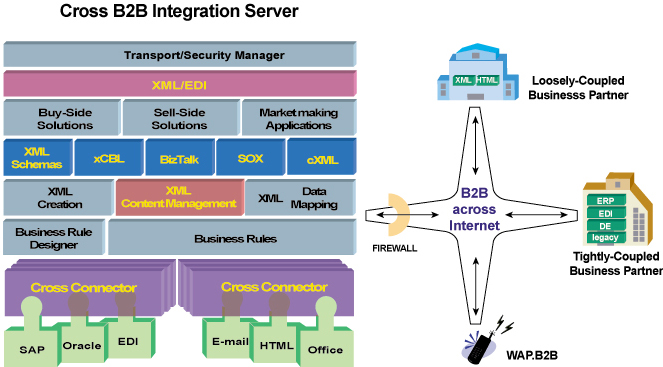 Cross B2B Integration Server
Transport/Security Manager
XML/EDI
Buy-Side
Solutions
Sell-Side
Solutions
Market making
Applications
XML
Schemas
xCBL
BizTalk
SOX
cXML
XML
Creation
XML
Content Management
XML Data
Mapping
Business Rule
Designer
Business Rules
Cross Connector
Cross Connector
SAP
Oracle
EDI
E-mail
HTML
Office
XML
HTML
Loosely-Coupled
Businesss Partner
B2B
across
Internet
FIREWALL
ERP
EDI
DE
legacy
Tightly-Coupled
Business Partner
WAP.B2B